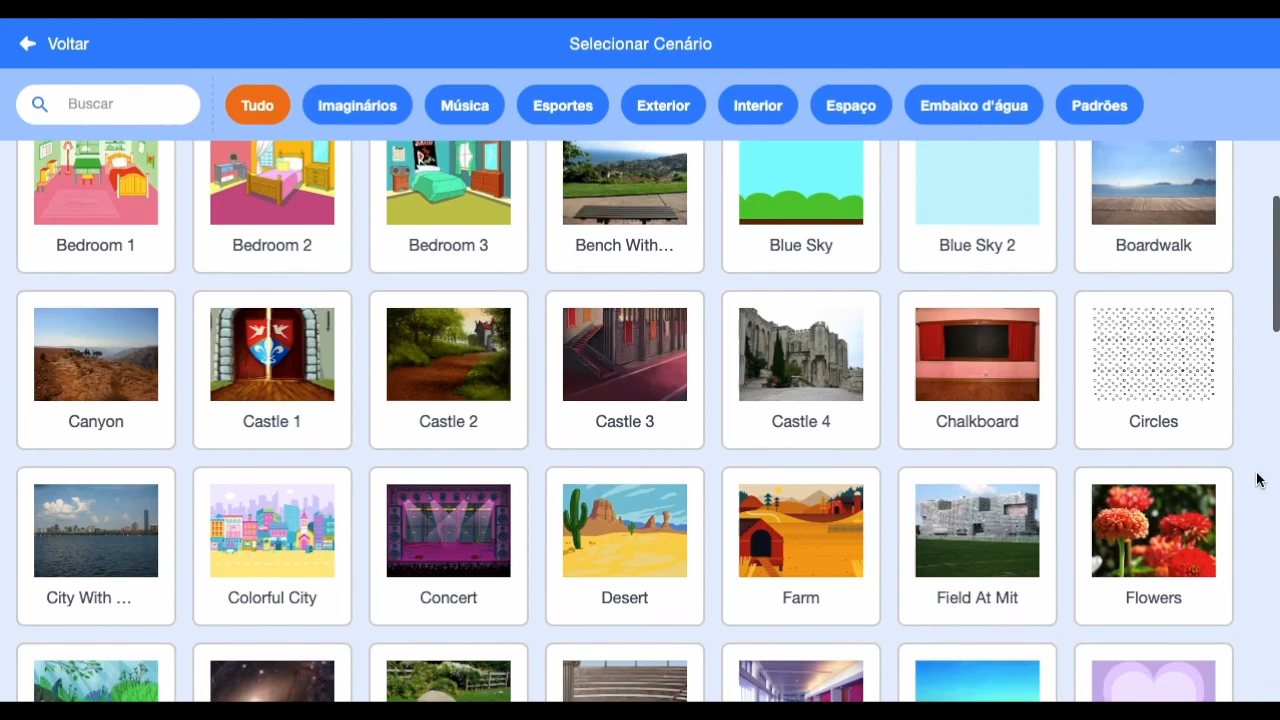 Voltar
Selecionar Cenário
Buscar
Tudo
Imaginários
Música
Esportes
Exterior
Interior
Espaço
Embaixo d'água
Padrões
Bedroom 1
Bedroom 2
Bedroom 3
Bench With...
Blue Sky
Blue Sky 2
Boardwalk
Canyon
Castle 1
Castle 2
Castle 3
Castle 4
Chalkboard
Circles
City With ...
Colorful City
Concert
Desert
Farm
Field At Mit
Flowers